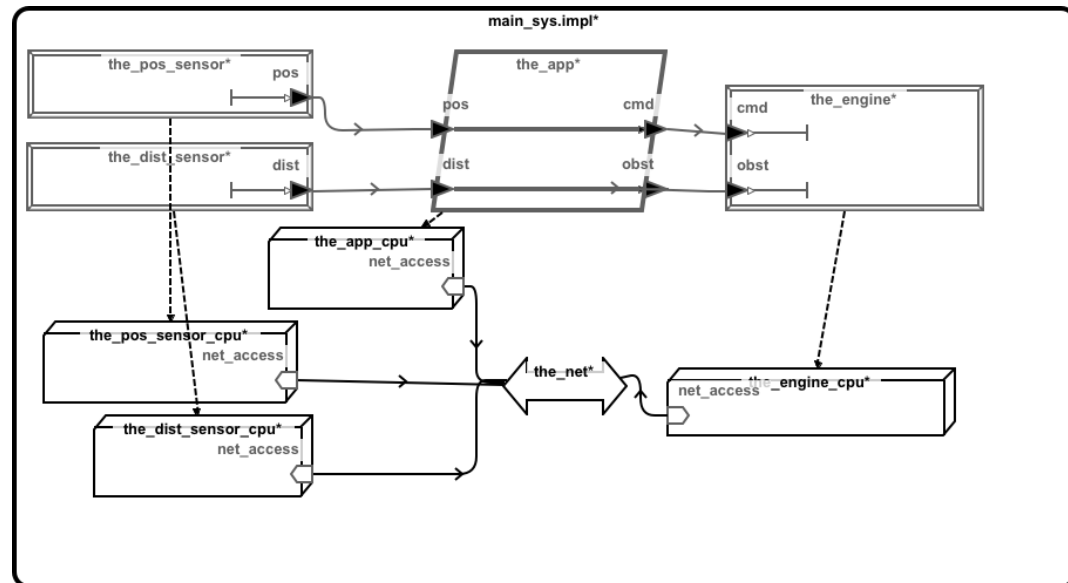 main_sys.impl*
the_pos_sensor*
pos
the_app*
pos
cmd
the_engine*
cmd
the_dist_sensor*
dist
dist
obst
obst
the_app_cpu*
net_access
the_pos_sensor_cpu*
net_access
the_net*
the_engine_cpu*
net_access
the_dist_sensor_cpu*
net_access